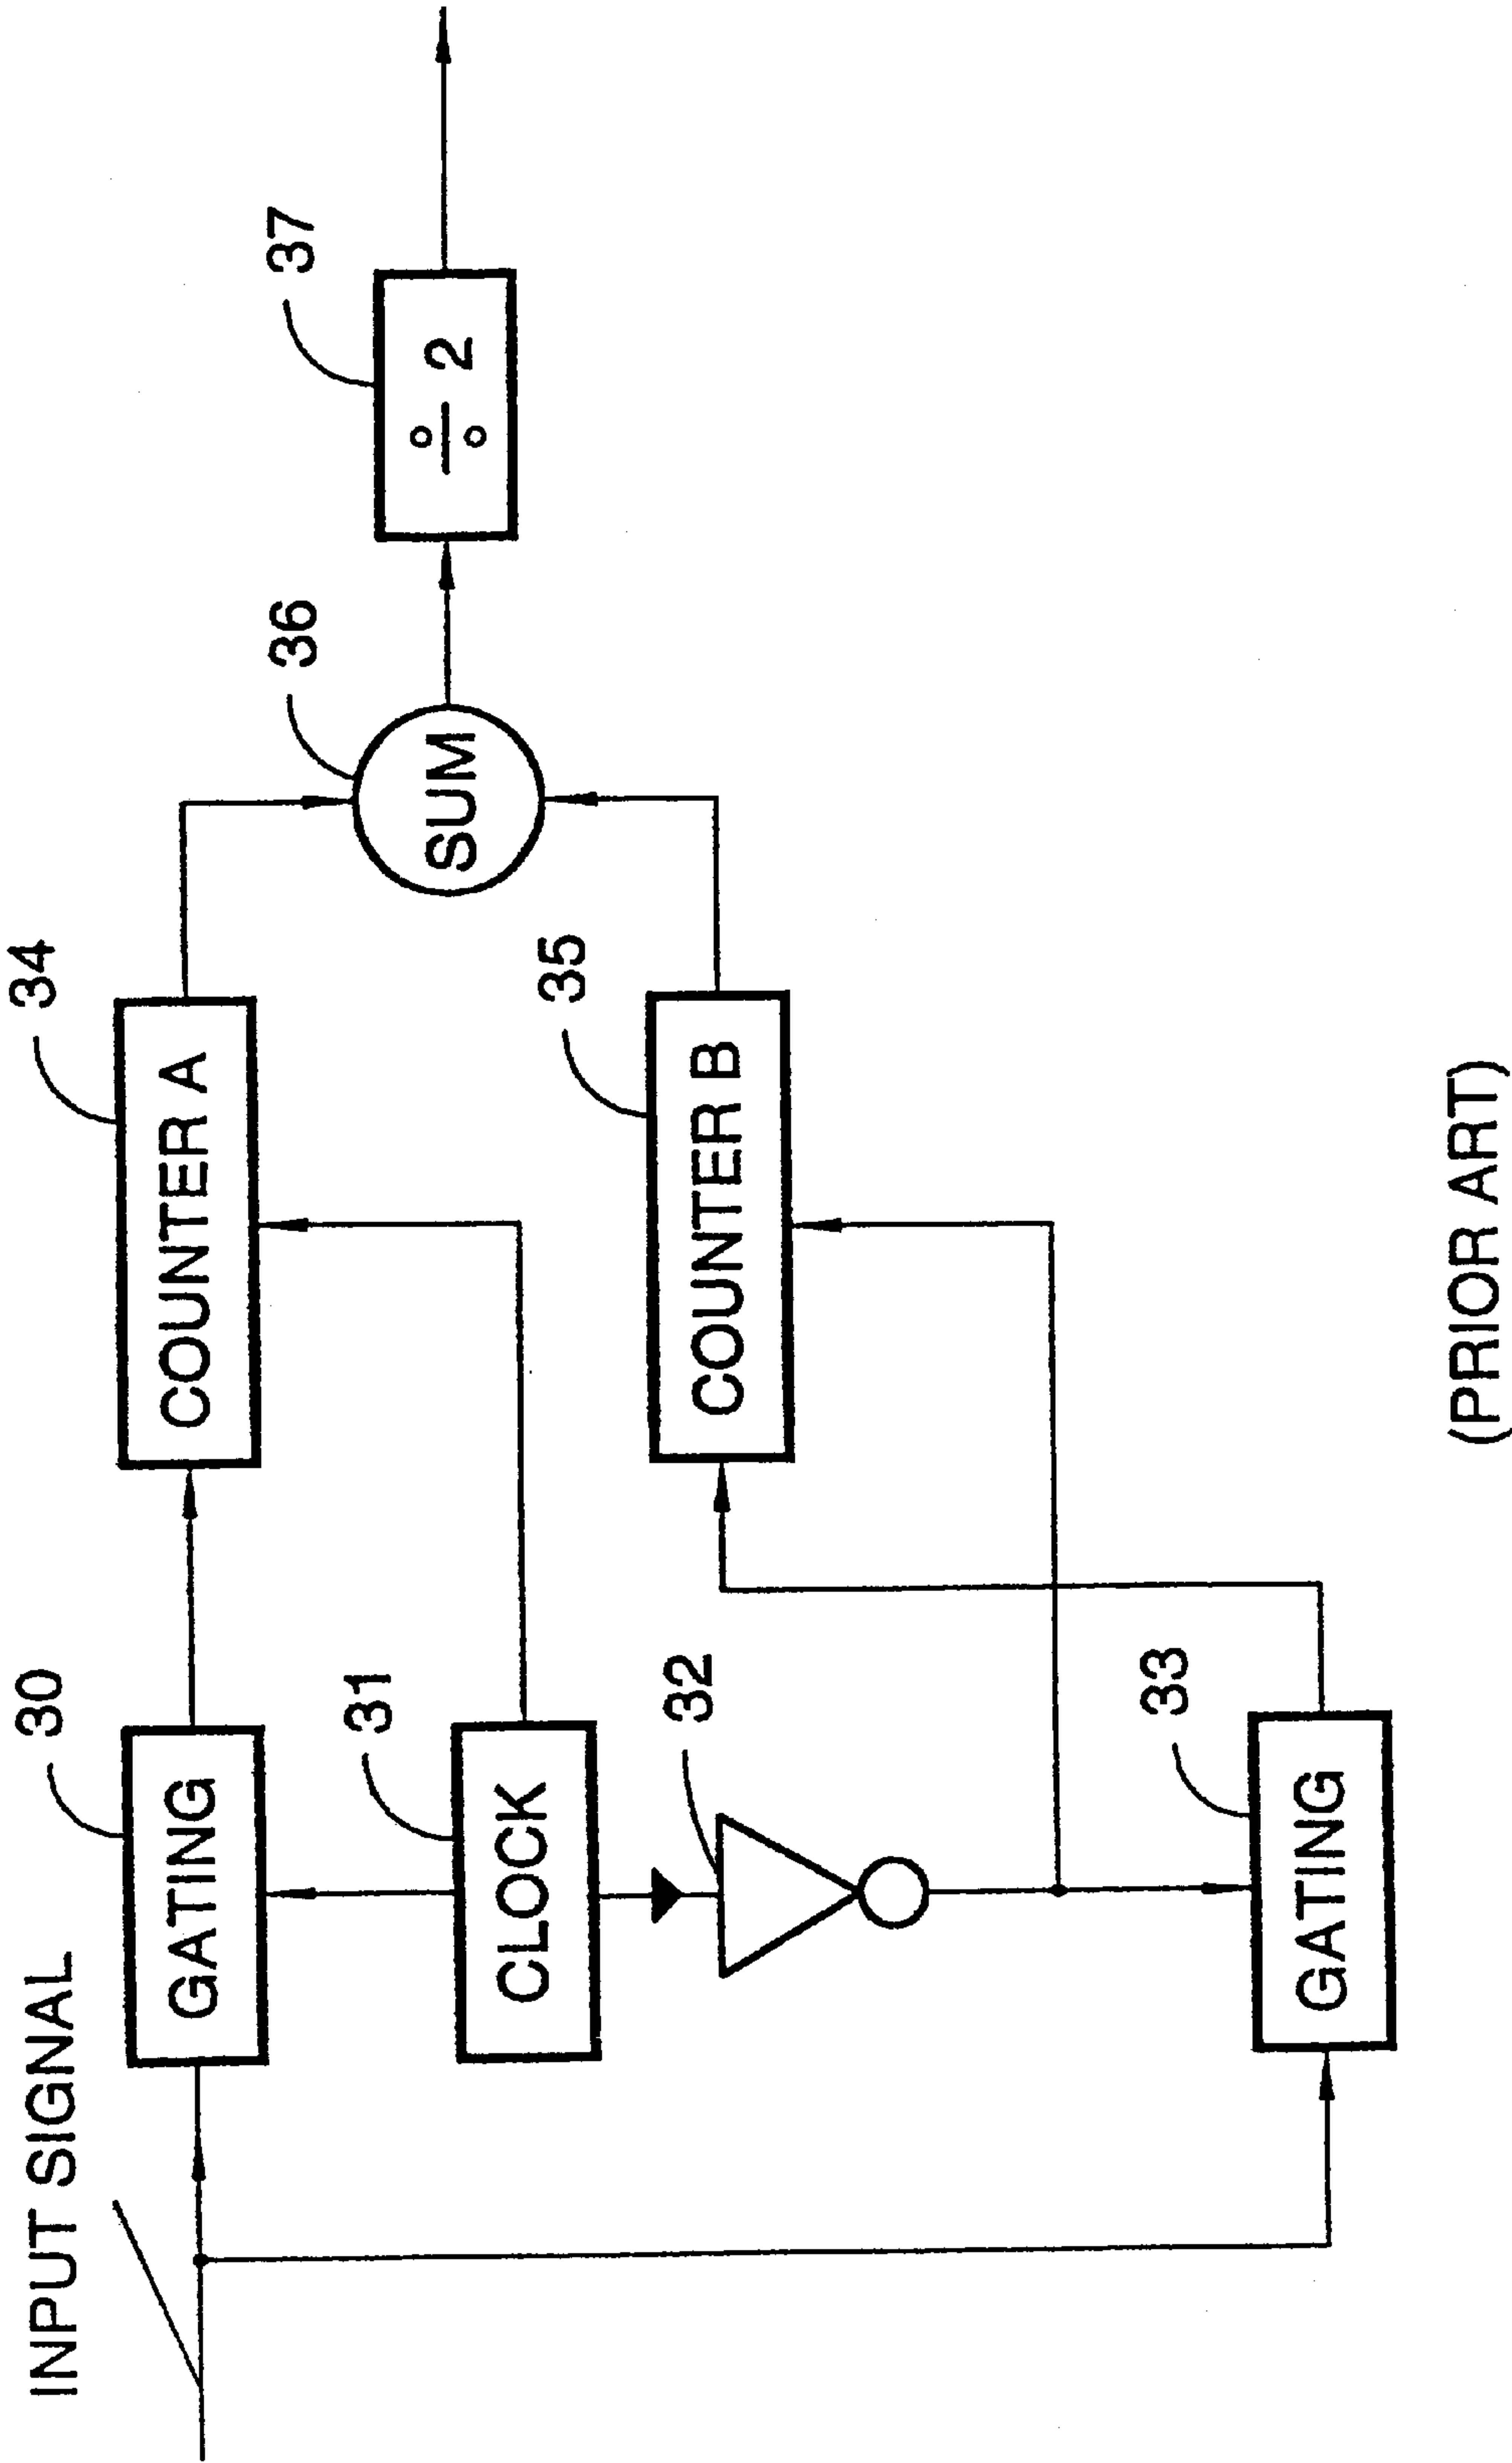 INPUT SIGNAL
30
GATING
34
COUNTER A
31
CLOCK
36
SUM
37
÷ 2
32
35
COUNTER B
33
GATING
(PRIOR ART)